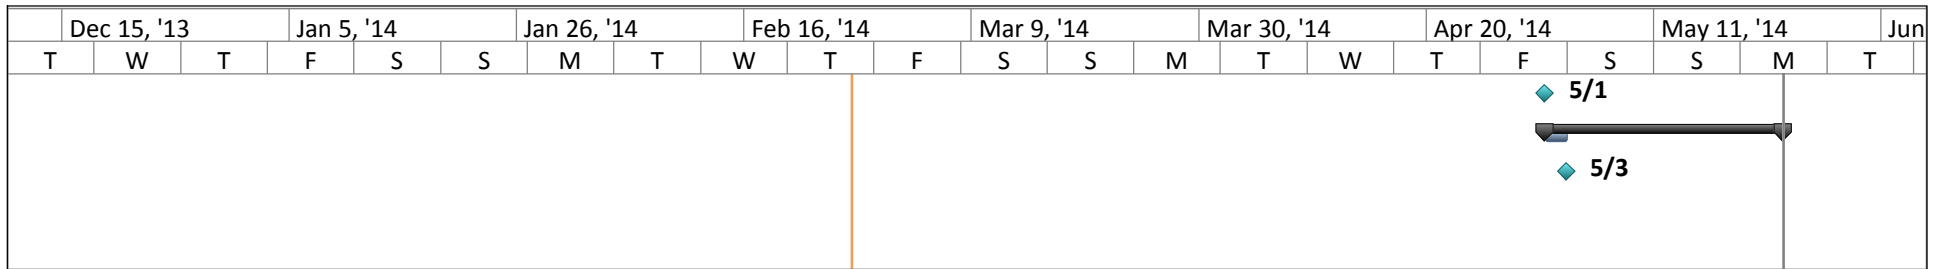 Dec 15, '13 Jan 5, '14 Jan 26, '14 Feb 16, '14 Mar 9, '14 Mar 30, '14 Apr 20, '14 May 11, '14 Jun
T W T F S S M T W T F S S M T W T F S S M T
5/1
5/3